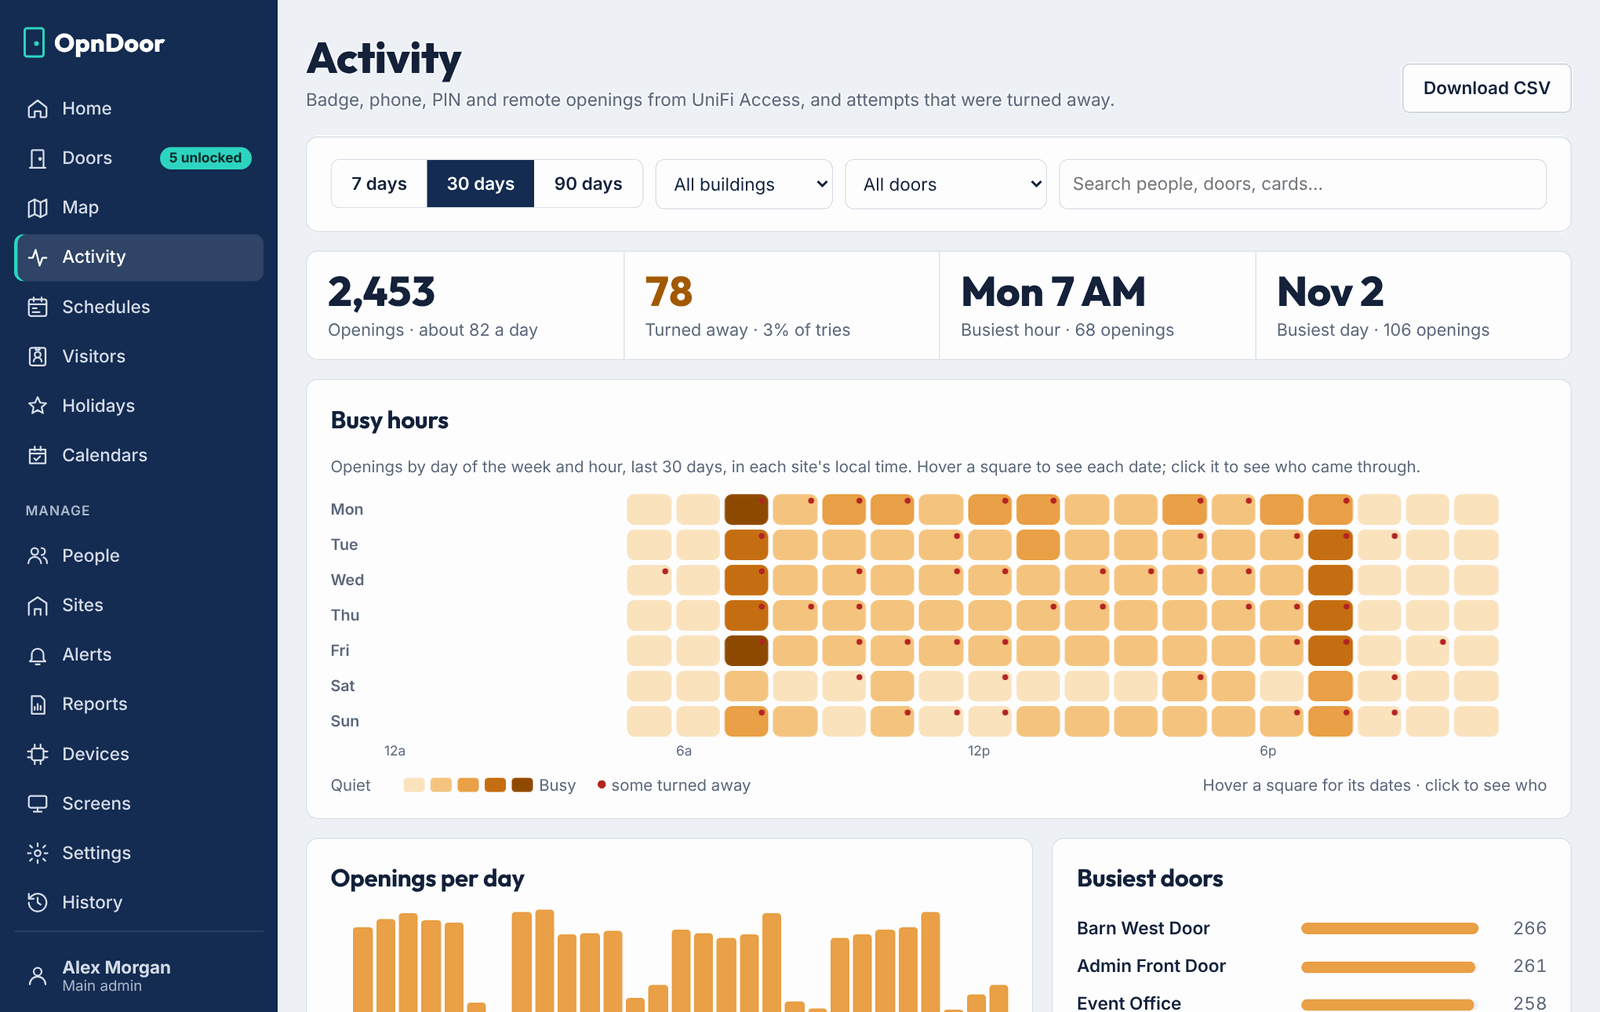 OpnDoor
Home
Doors
5 unlocked
Map
Activity
Schedules
Visitors
Holidays
Calendars
MANAGE
People
Sites
Alerts
Reports
Devices
Screens
Settings
History
Alex Morgan
Main admin
Activity
Badge, phone, PIN and remote openings from UniFi Access, and attempts that were turned away.
Download CSV
7 days
30 days
90 days
All buildings
All doors
Search people, doors, cards...
2,453
Openings · about 82 a day
78
Turned away · 3% of tries
Mon 7 AM
Busiest hour · 68 openings
Nov 2
Busiest day · 106 openings
Busy hours
Openings by day of the week and hour, last 30 days, in each site's local time. Hover a square to see each date; click it to see who came through.
Mon
Tue
Wed
Thu
Fri
Sat
Sun
12a 6a 12p 6p
Quiet Busy some turned away
Hover a square for its dates · click to see who
Openings per day
Busiest doors
Barn West Door 266
Admin Front Door 261
Event Office 258